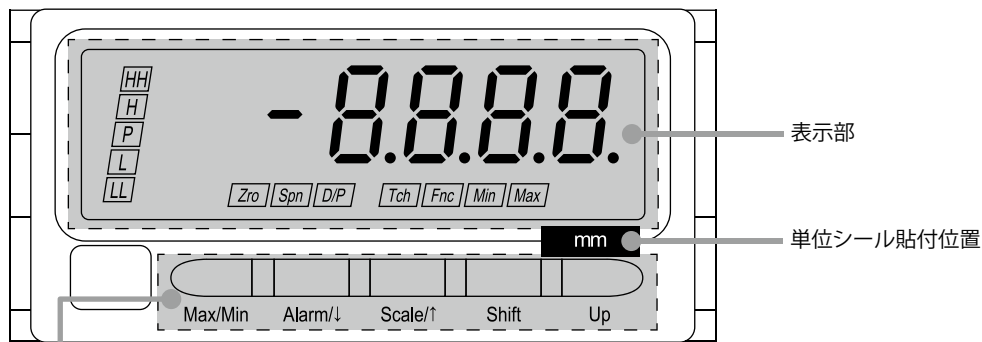 HH
H
P
L
LL
-8.8.8.8.
Zro Spn D/P Tch Fnc Min Max
表示部
mm
単位シール貼付位置
Max/Min Alarm/↓ Scale/↑ Shift Up